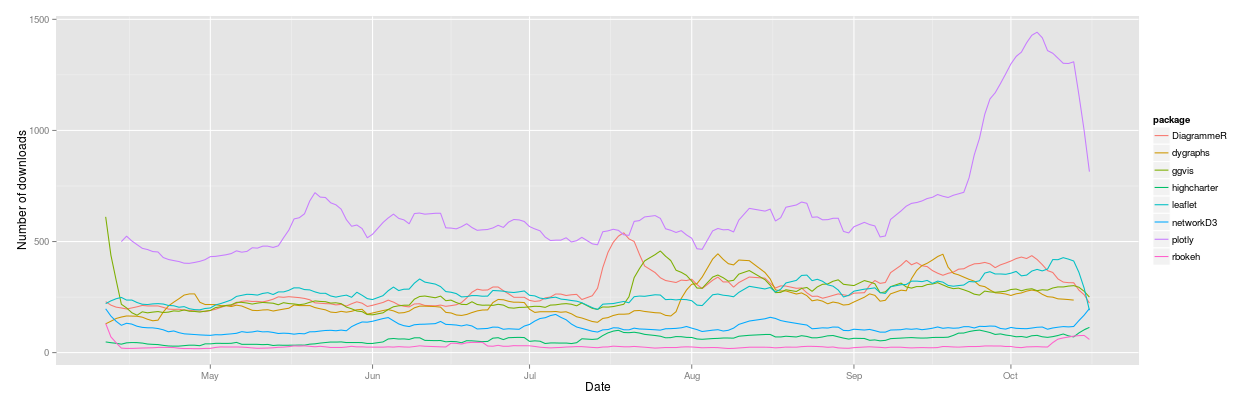 1500
1000
500
0
Number of downloads
May
Jun
Jul
Aug
Sep
Oct
Date
package
DiagrammeR
dygraphs
ggvis
highcharter
leaflet
networkD3
plotly
rbokeh